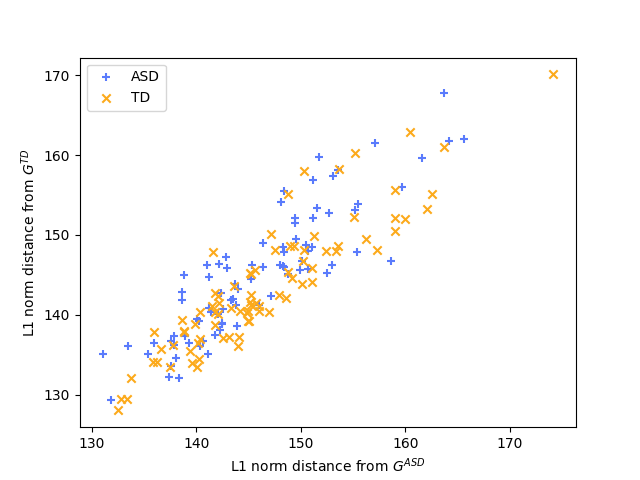 ASD
TD
L1 norm distance from G^{TD}
170
160
150
140
130
130 140 150 160 170
L1 norm distance from G^{ASD}